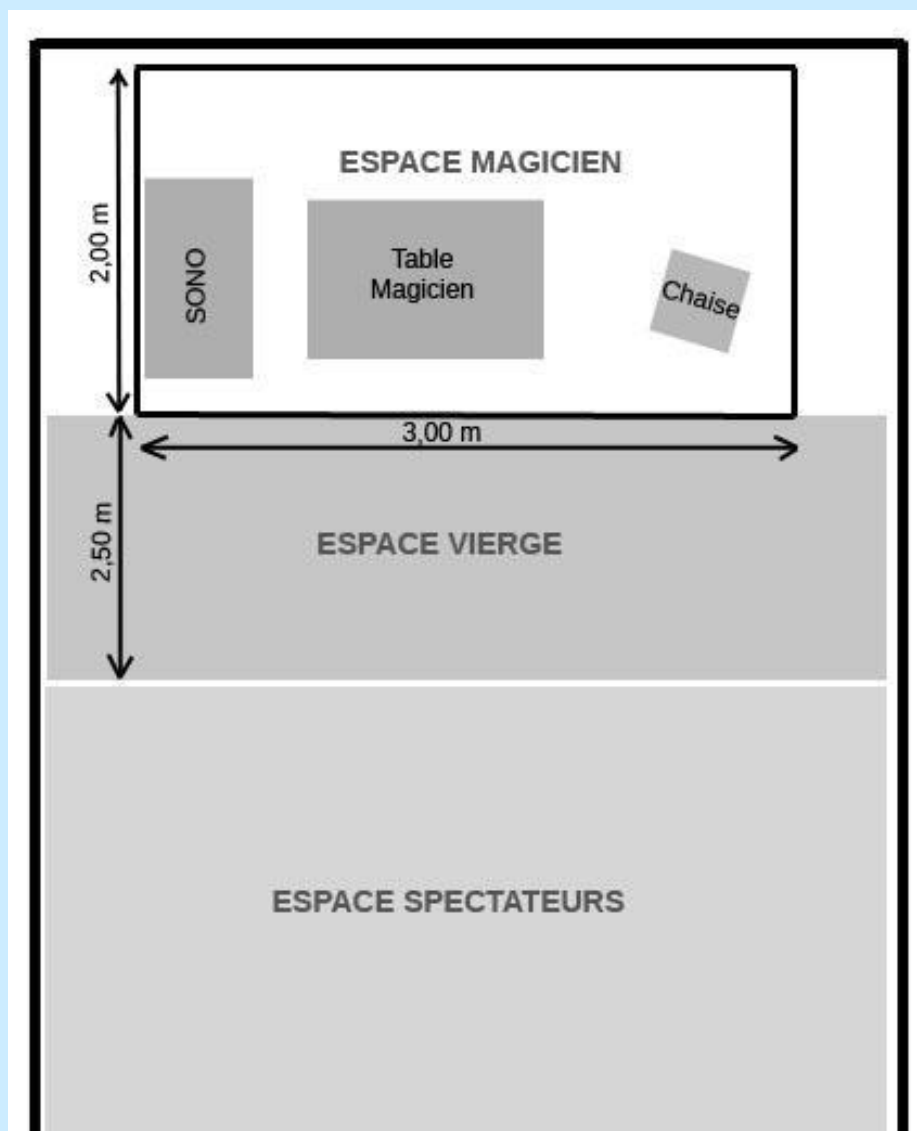 ESPACE MAGICIEN
2,00 m
SONO
Table
Magicien
Chaise
3,00 m
2,50 m
ESPACE VIERGE
ESPACE SPECTATEURS